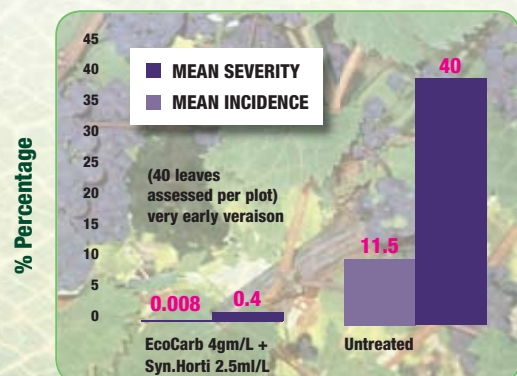 % Percentage
45
40
35
30
25
20
15
10
5
0
MEAN SEVERITY
MEAN INCIDENCE
(40 leaves
assessed per plot)
very early veraison
0.008
0.4
11.5
40
EcoCarb 4gm/L +
Syn.Horti 2.5ml/L
Untreated